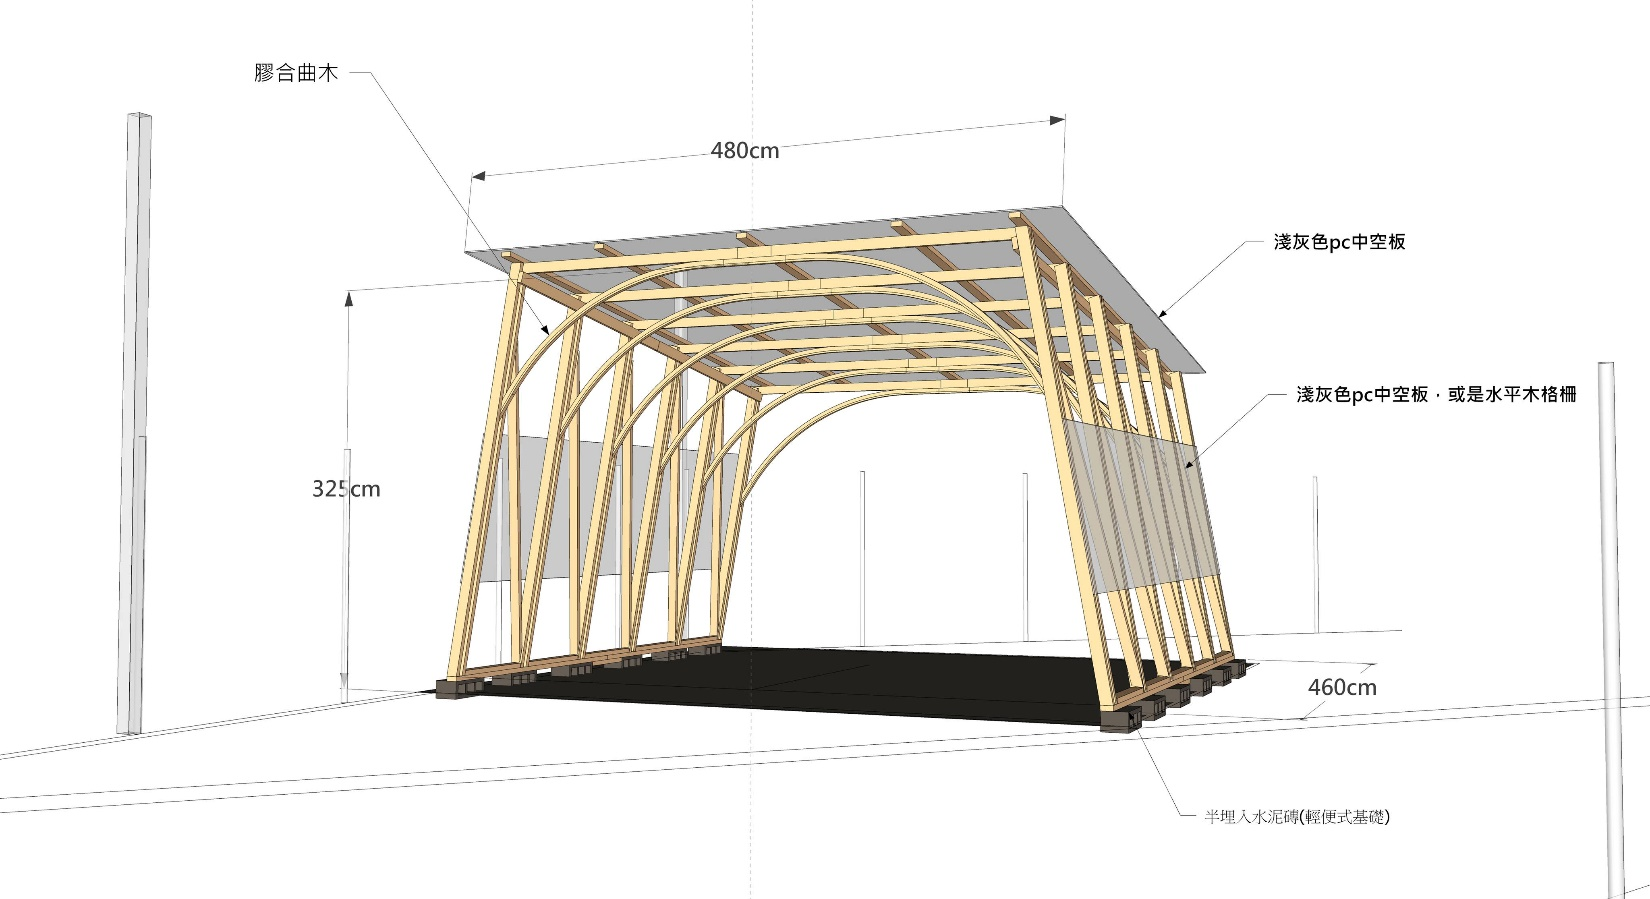 膠合曲木
480cm
淺灰色pc中空板
淺灰色pc中空板，或是水平木格柵
325cm
460cm
半埋入水泥磚(輕便式基礎)